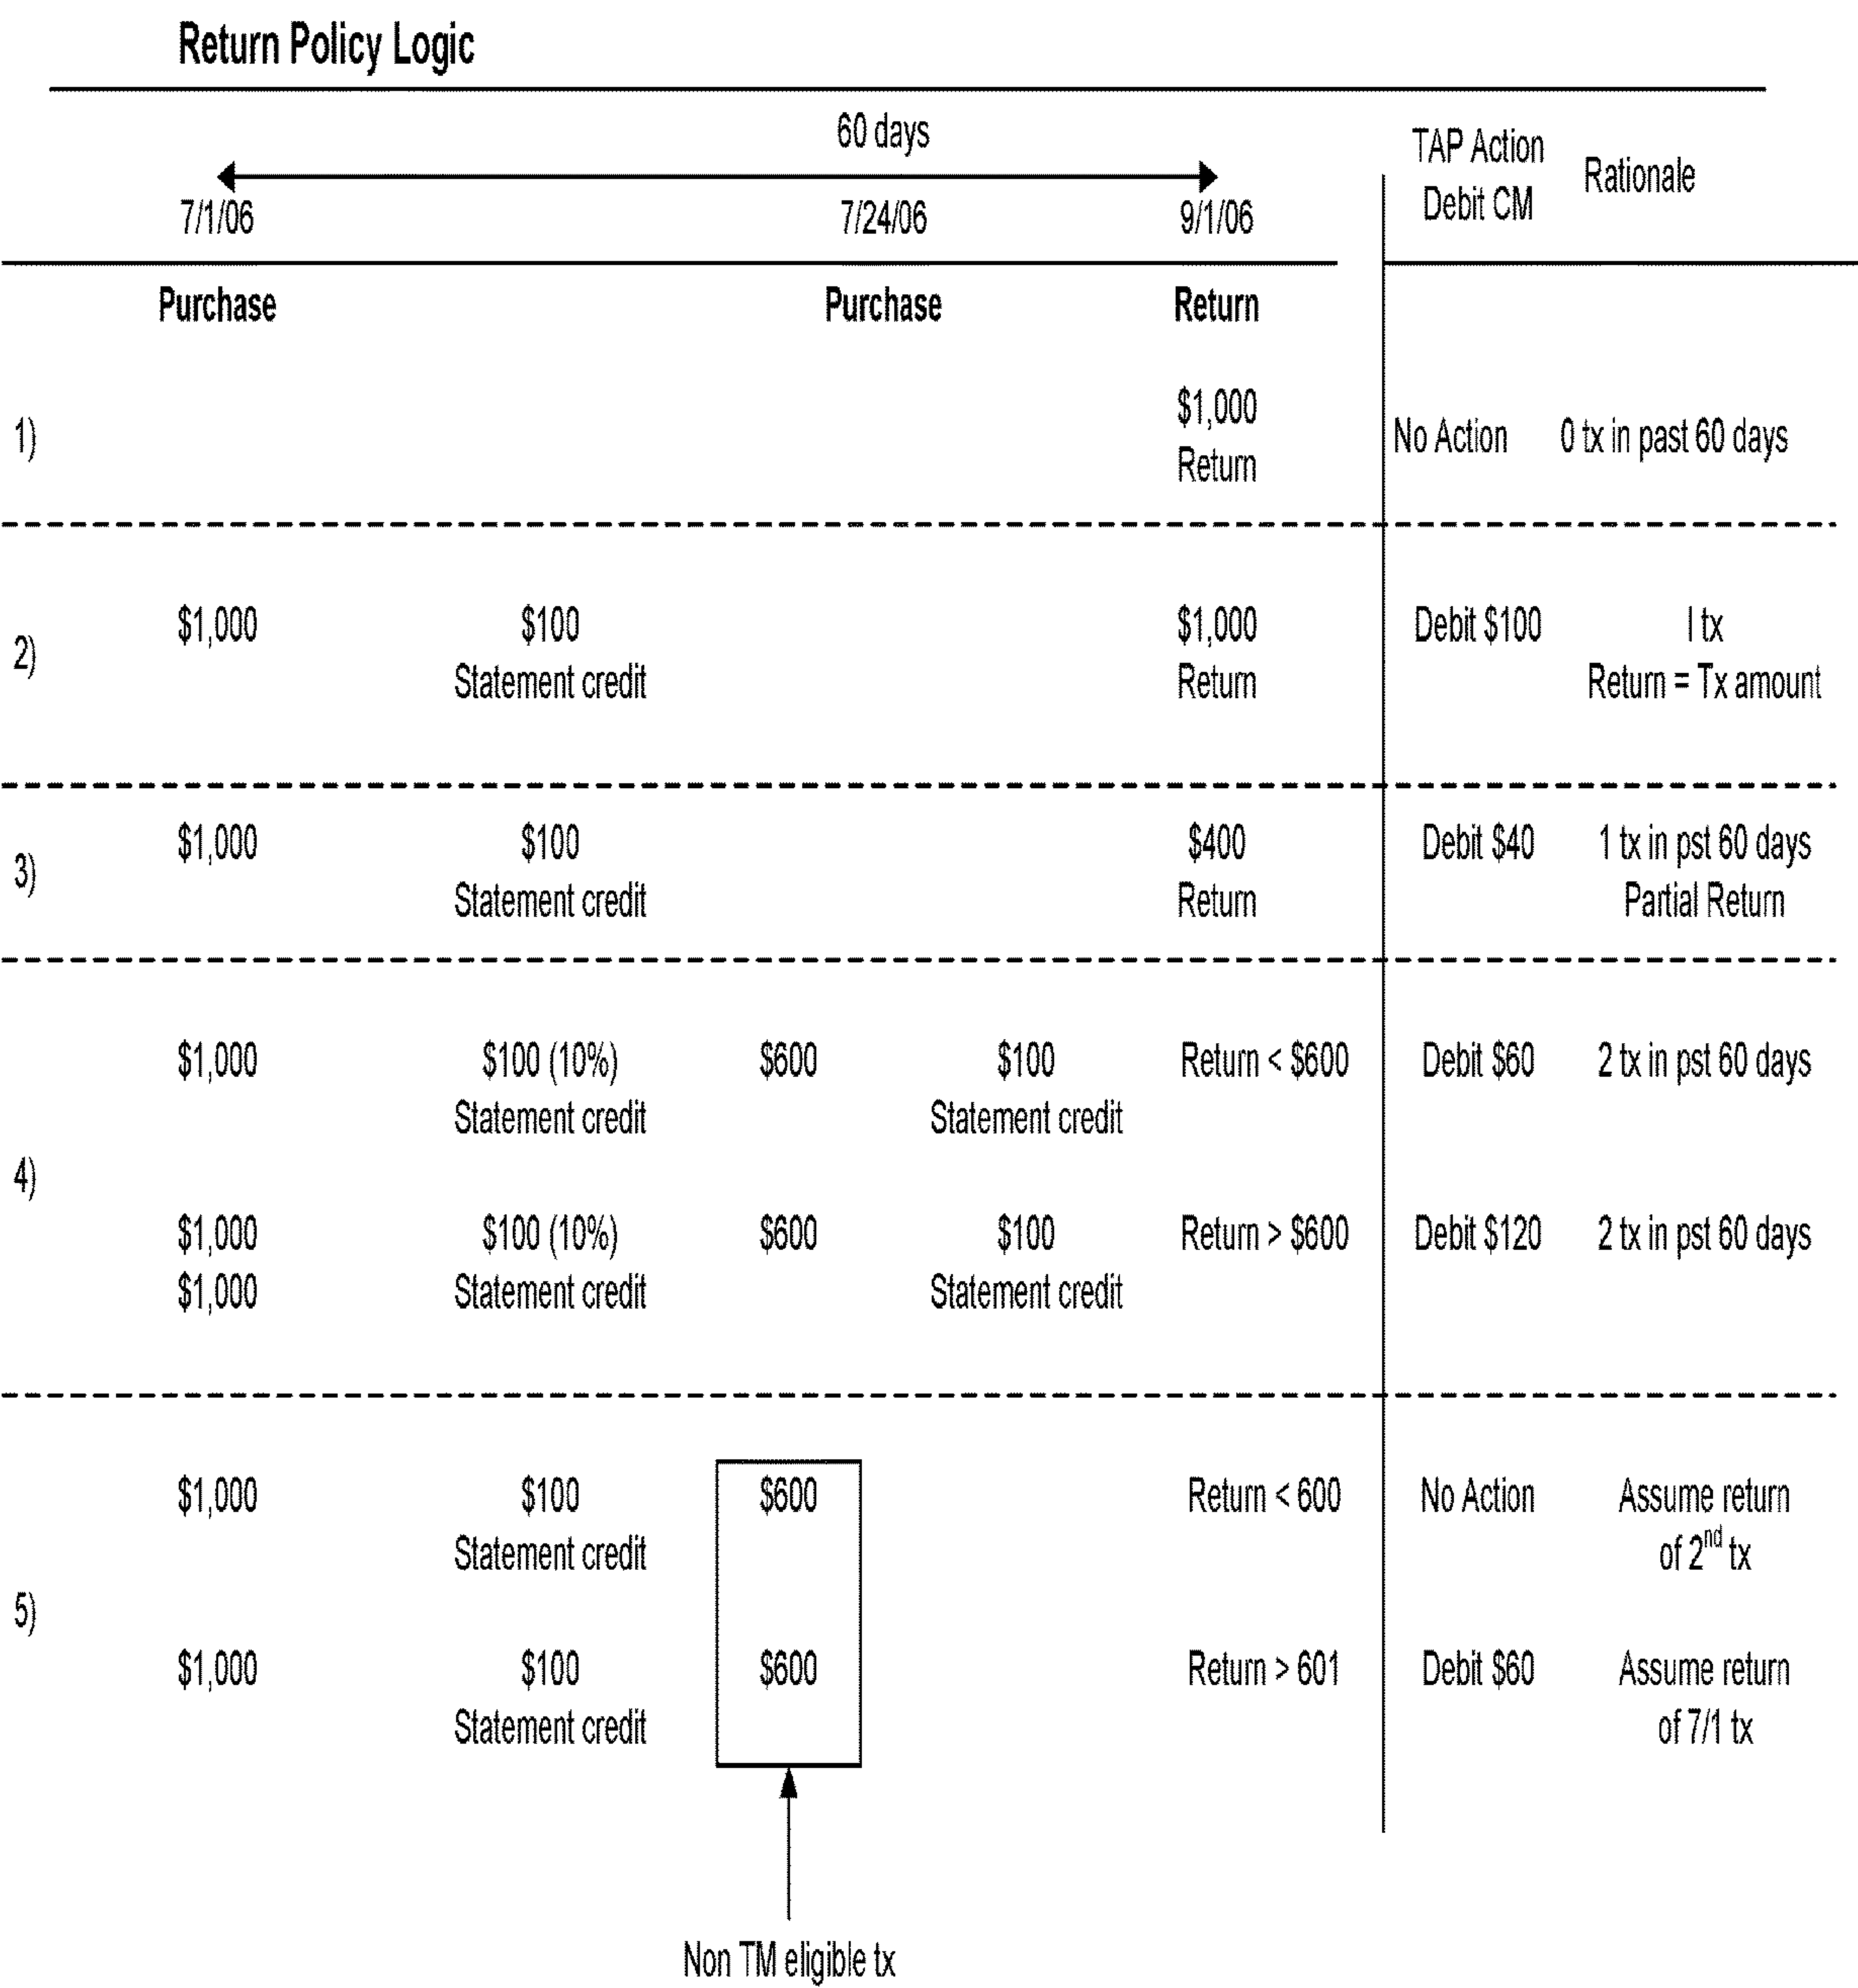 Return Policy Logic
60 days
TAP Action
Debit CM
Rationale
7/1/06 7/24/06 9/1/06
Purchase Purchase Return
1) $1,000 No Action 0 tx in past 60 days
Return
2) $1,000 $100 $1,000 Debit $100 I tx
Statement credit Return Return = Tx amount
3) $1,000 $100 $400 Debit $40 1 tx in pst 60 days
Statement credit Return Partial Return
4)
$1,000 $100 (10%) $600 $100 Return < $600 Debit $60 2 tx in pst 60 days
Statement credit Statement credit
$1,000 $100 (10%) $600 $100 Return > $600 Debit $120 2 tx in pst 60 days
$1,000 Statement credit Statement credit
5)
$1,000 $100 $600 Return < 600 No Action Assume return
Statement credit of 2nd tx
$1,000 $100 $600 Return > 601 Debit $60 Assume return
Statement credit of 7/1 tx
Non TM eligible tx